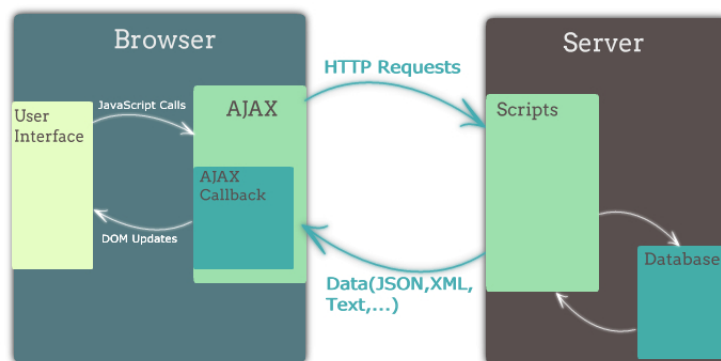 Browser
User
Interface
JavaScript Calls
DOM Updates
AJAX
AJAX
Callback
HTTP Requests
Data(JSON,XML,
Text,...)
Server
Scripts
Database